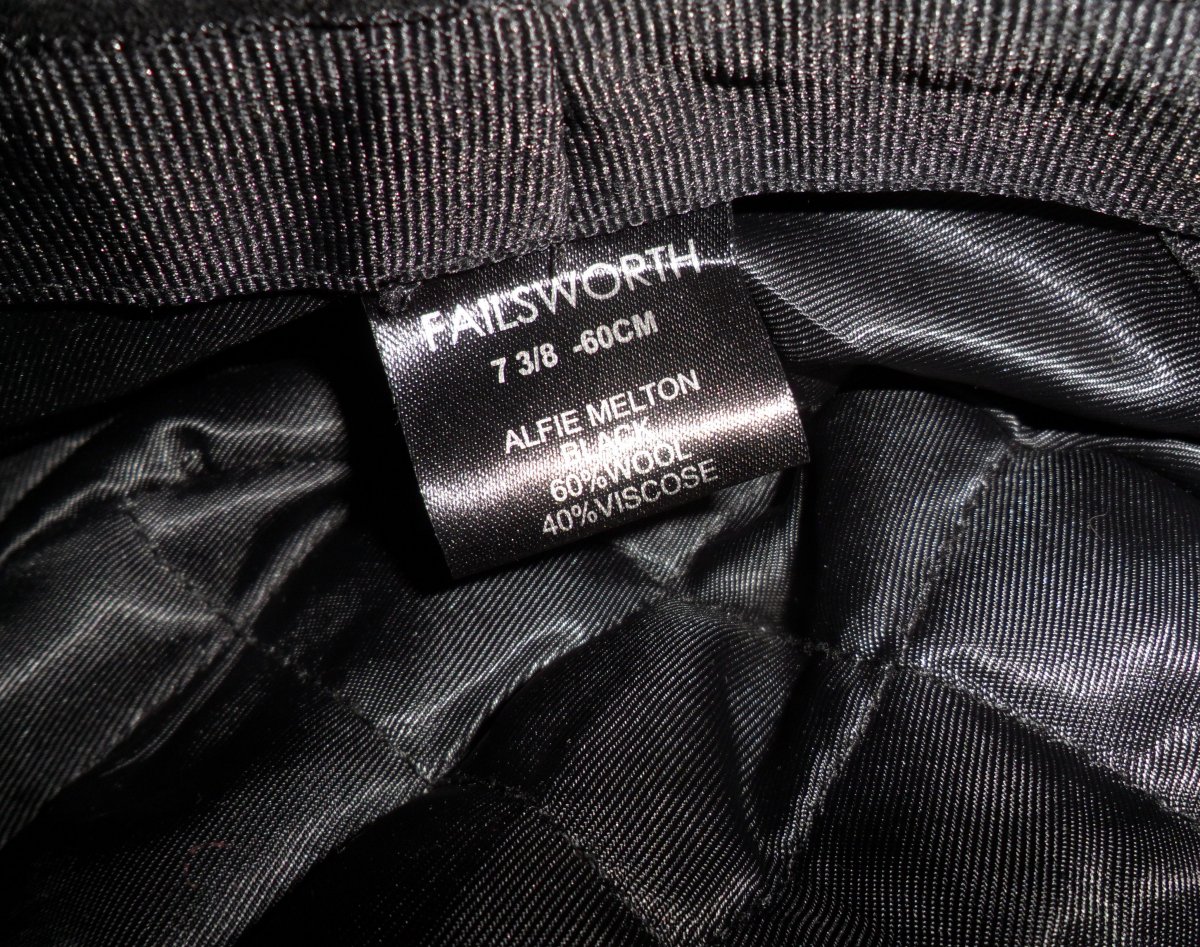 FAILSWORTH
7 3/8 -60CM
ALFIE MELTON
BLACK
60%WOOL
40%VISCOSE